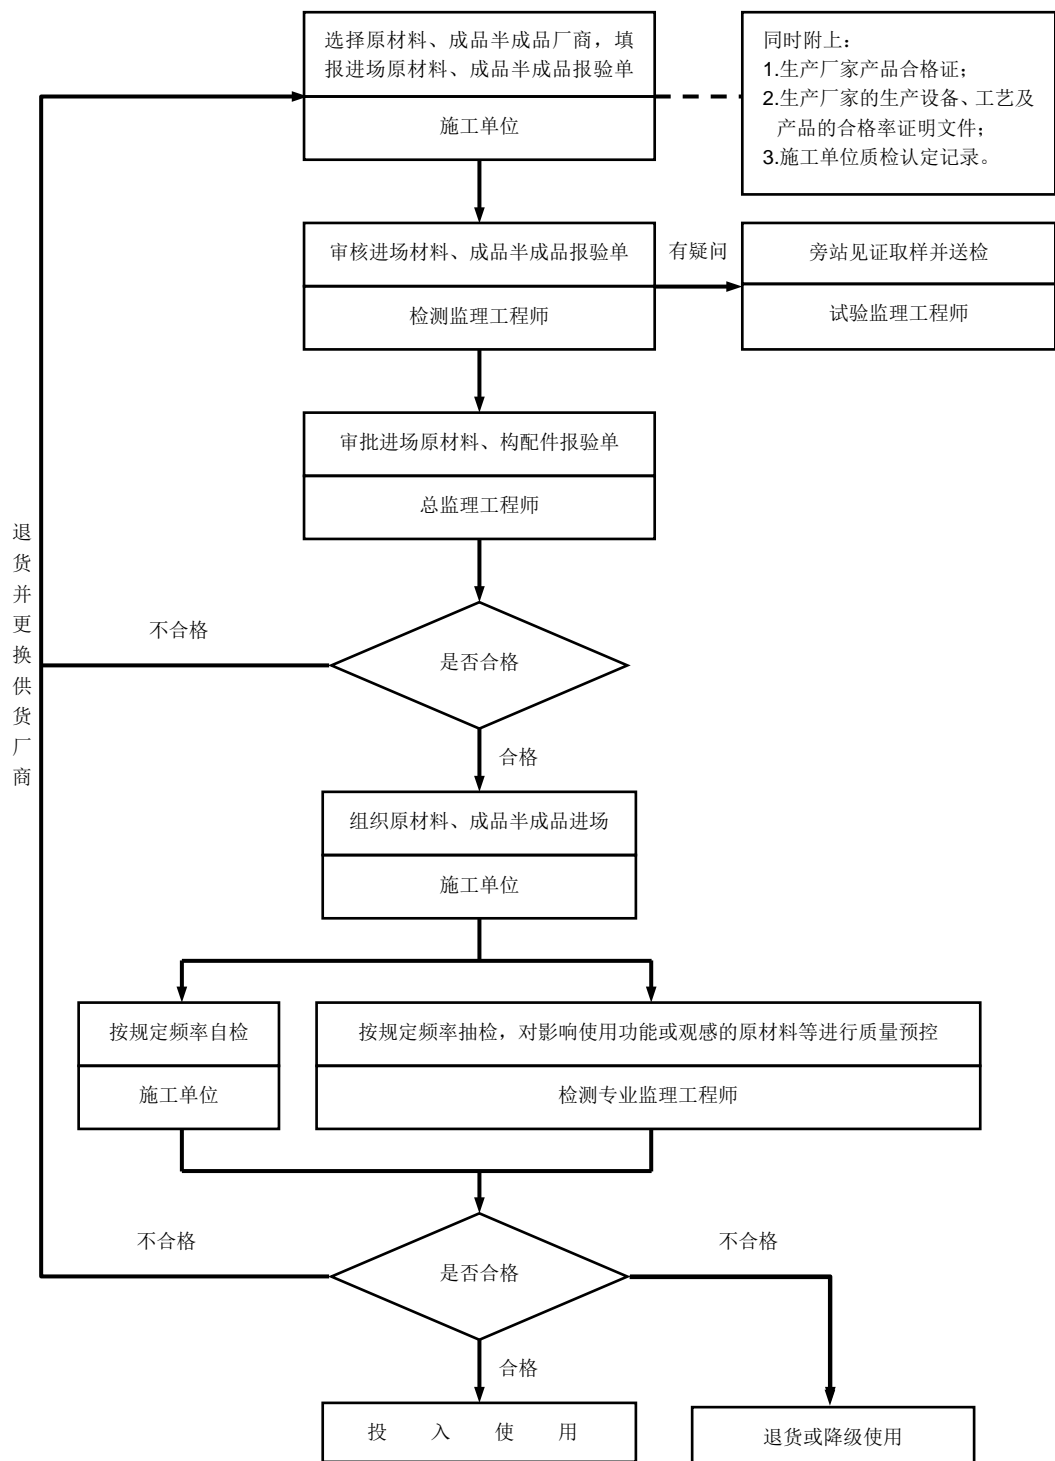 选择原材料、成品半成品厂商，填
报进场原材料、成品半成品报验单
施工单位
同时附上：
1.生产厂家产品合格证；
2.生产厂家的生产设备、工艺及
产品的合格率证明文件；
3.施工单位质检认定记录。
审核进场材料、成品半成品报验单
检测监理工程师
有疑问
旁站见证取样并送检
试验监理工程师
审批进场原材料、构配件报验单
总监理工程师
退货并更换供货厂商
不合格
是否合格
合格
组织原材料、成品半成品进场
施工单位
按规定频率自检
施工单位
按规定频率抽检，对影响使用功能或观感的原材料等进行质量预控
检测专业监理工程师
不合格
是否合格
不合格
合格
投 入 使 用
退货或降级使用